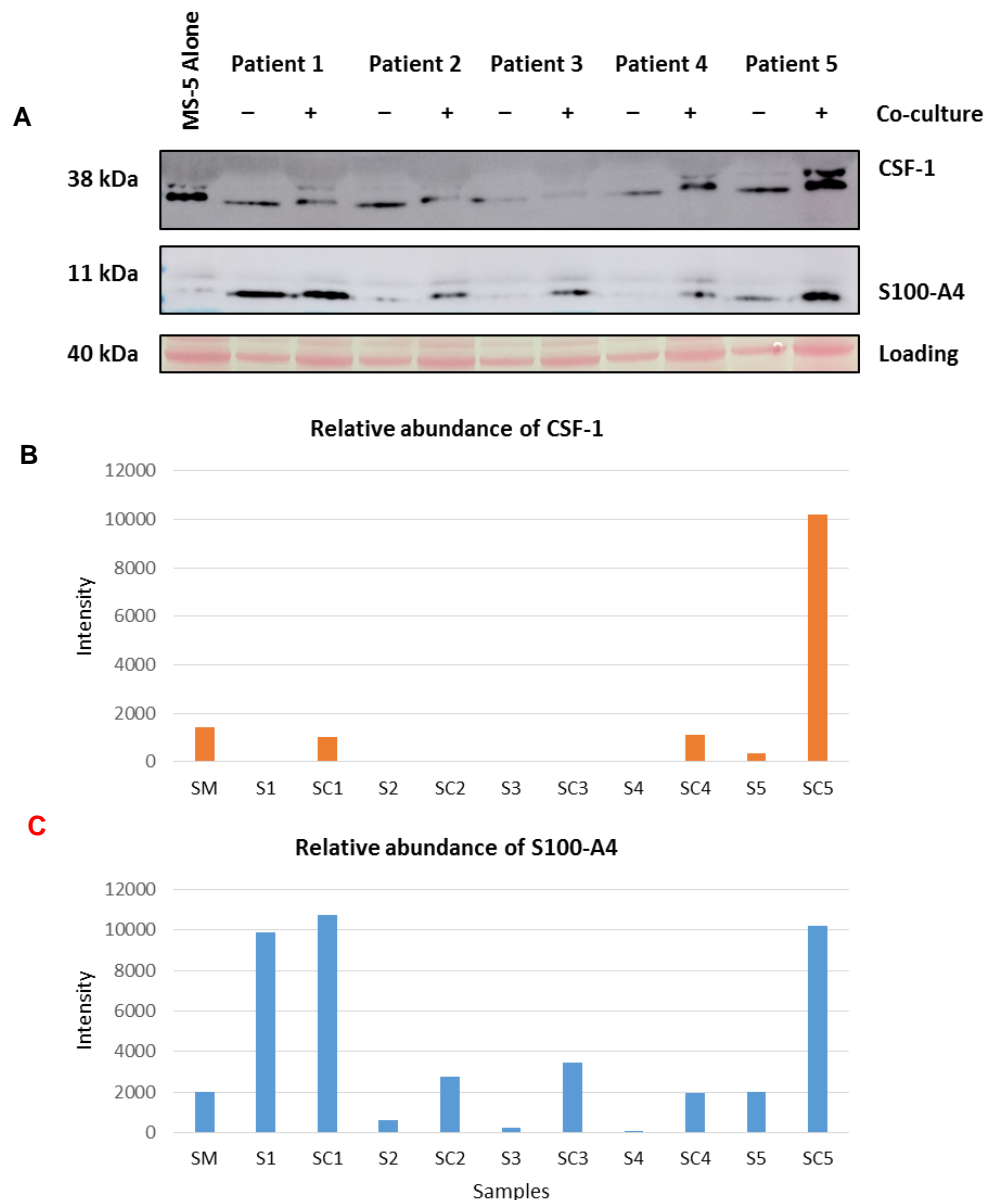 MS-5 Alone
Patient 1 Patient 2 Patient 3 Patient 4 Patient 5
A
– + – + – + – + – + Co-culture
38 kDa CSF-1
11 kDa S100-A4
40 kDa Loading
Relative abundance of CSF-1
B
12000
10000
8000
6000
4000
2000
0
Intensity
SM S1 SC1 S2 SC2 S3 SC3 S4 SC4 S5 SC5
C
Relative abundance of S100-A4
12000
10000
8000
6000
4000
2000
0
Intensity
SM S1 SC1 S2 SC2 S3 SC3 S4 SC4 S5 SC5
Samples